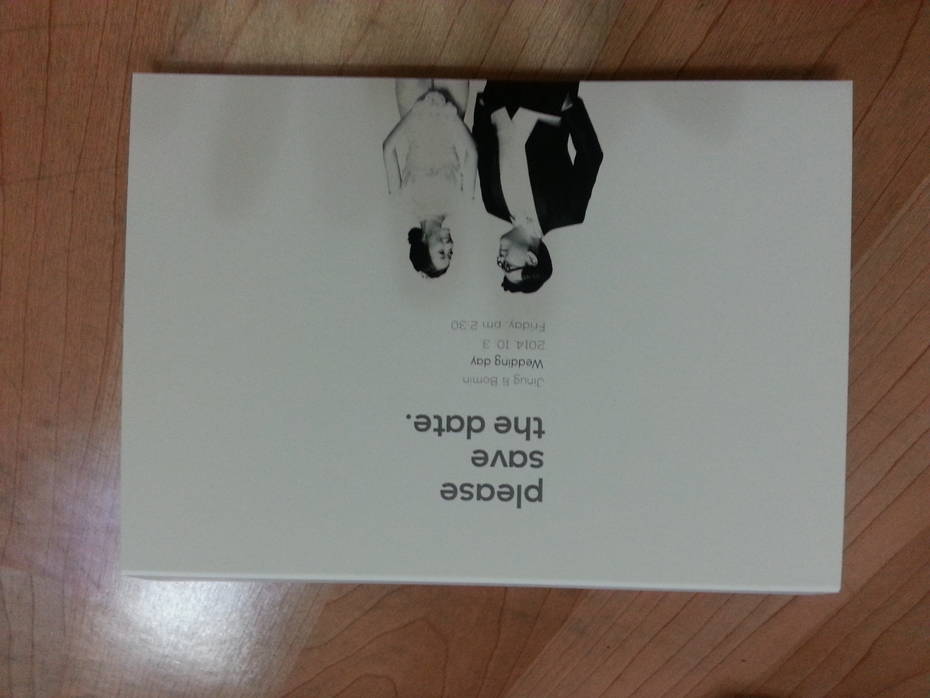 please
save
the date.
Jinug & Bomin
Wedding day
2014. 10. 3
Friday, pm 2:30